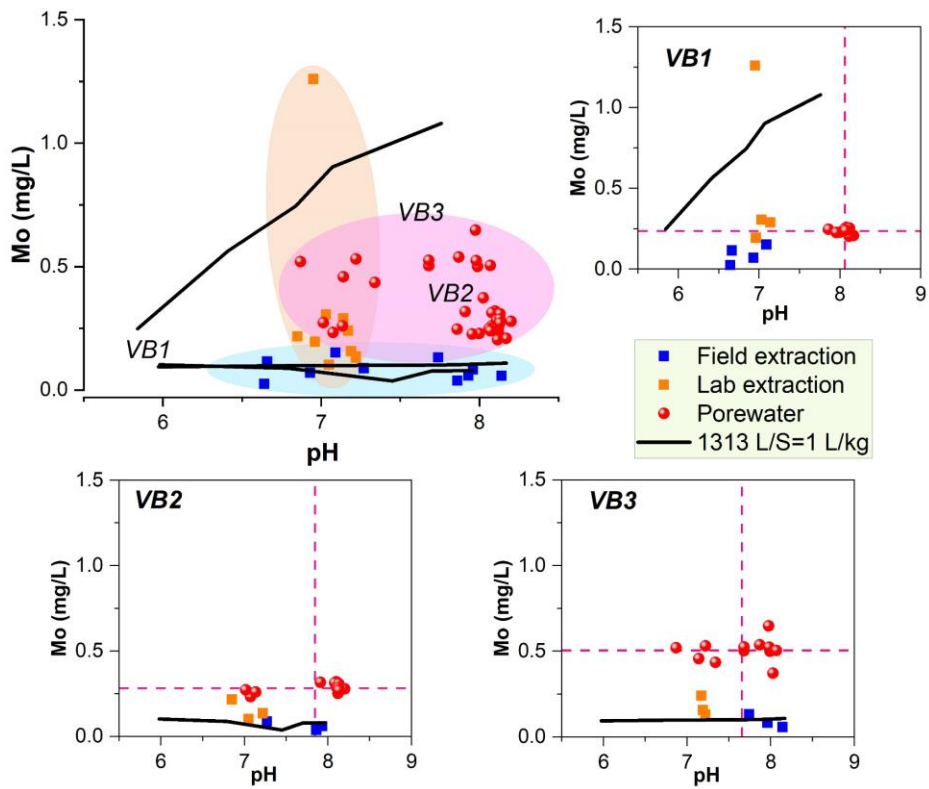 1.5
1.0
0.5
0.0
Mo (mg/L)
VB3
VB2
VB1
6
7
8
pH
VB1
1.5
1.0
0.5
0.0
Mo (mg/L)
6
7
8
9
pH
Field extraction
Lab extraction
Porewater
1313 L/S=1 L/kg
VB2
1.5
1.0
0.5
0.0
Mo (mg/L)
6
7
8
9
pH
VB3
1.5
1.0
0.5
0.0
Mo (mg/L)
6
7
8
9
pH